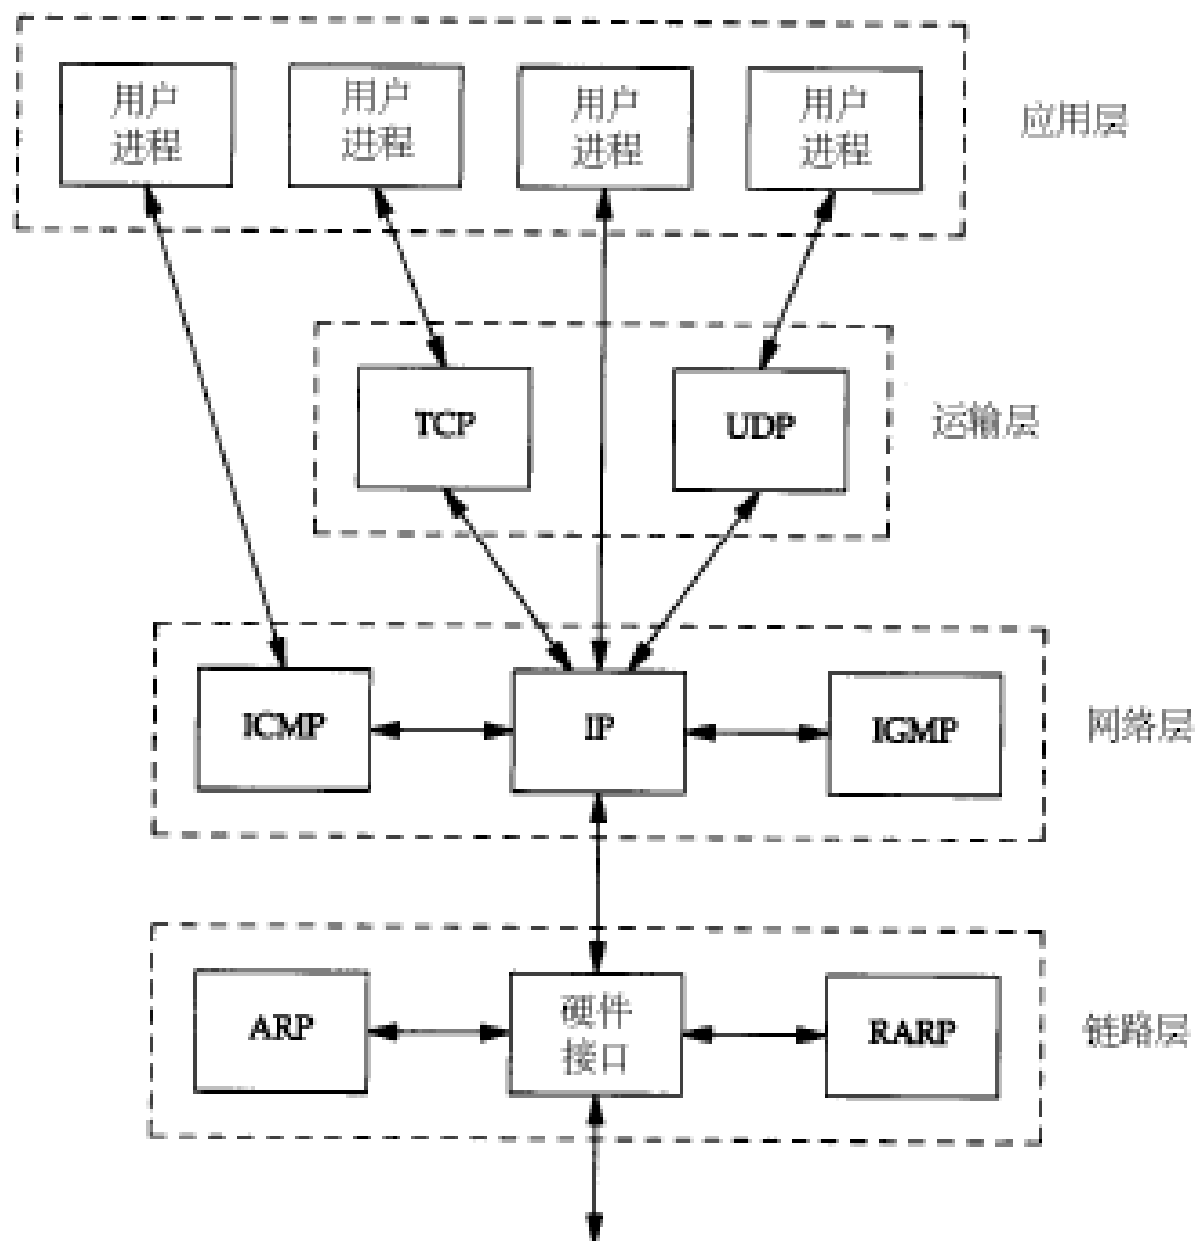 用户
进程
用户
进程
用户
进程
用户
进程
应用层
TCP
UDP
运输层
ICMP
IP
IGMP
网络层
ARP
硬件
接口
RARP
链路层